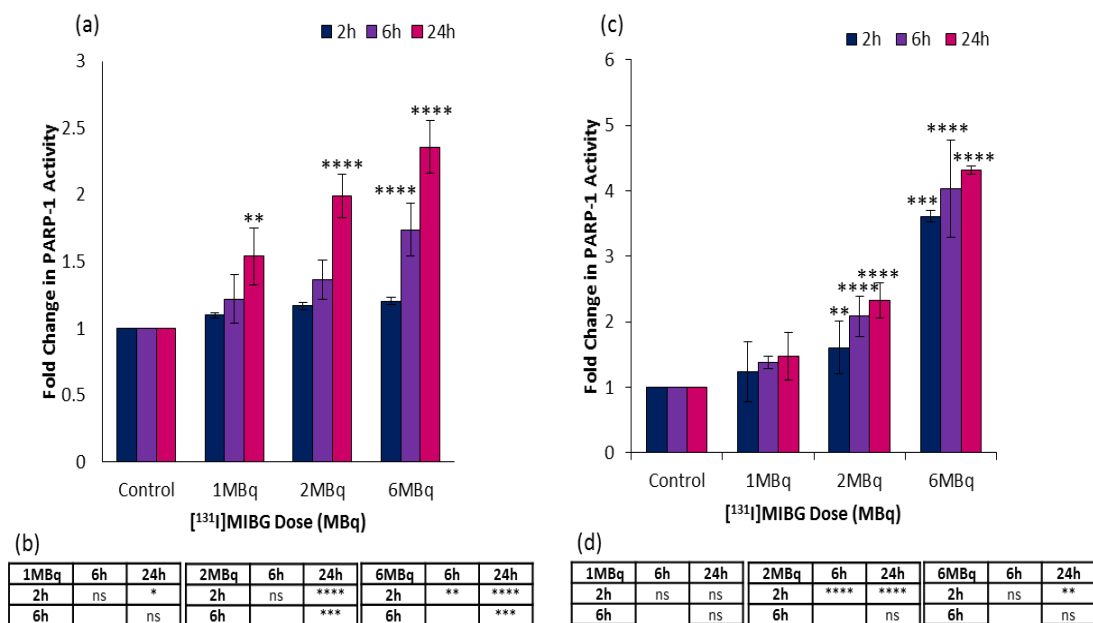 (a)
2h 6h 24h
3
2.5
2
1.5
1
0.5
0
Fold Change in PARP-1 Activity
**
****
****
****
Control 1MBq 2MBq 6MBq
[¹³¹I]MIBG Dose (MBq)
(b)
1MBq 6h 24h
2h ns *
6h ns
2MBq 6h 24h
2h ns ****
6h ***
6MBq 6h 24h
2h ** ****
6h ***
(c)
2h 6h 24h
6
5
4
3
2
1
0
Fold Change in PARP-1 Activity
**
****
****
***
****
****
Control 1MBq 2MBq 6MBq
[¹³¹I]MIBG Dose (MBq)
(d)
1MBq 6h 24h
2h ns ns
6h ns
2MBq 6h 24h
2h **** ****
6h ns
6MBq 6h 24h
2h ns **
6h ns